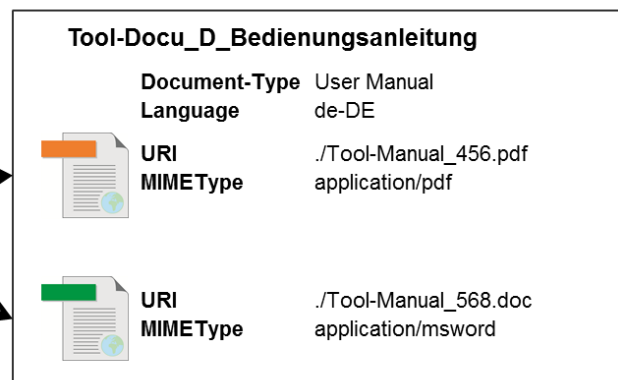 Tool-Docu_D_Bedienungsanleitung
Document-Type User Manual
Language de-DE
URI ./Tool-Manual_456.pdf
MIMEType application/pdf
URI ./Tool-Manual_568.doc
MIMEType application/msword